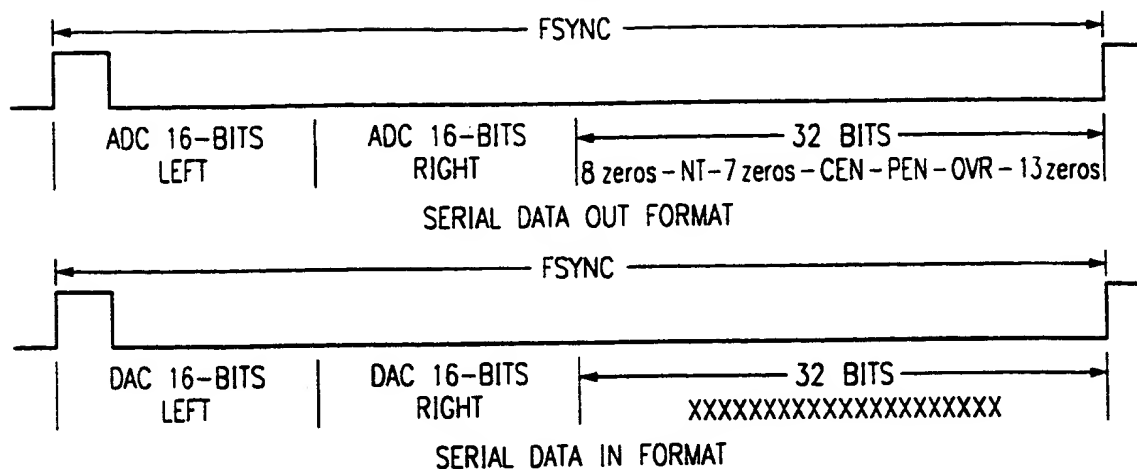 FSYNC
ADC 16-BITS LEFT
ADC 16-BITS RIGHT
32 BITS
8 zeros-NT-7 zeros-CEN-PEN-OVR-13 zeros
SERIAL DATA OUT FORMAT
FSYNC
DAC 16-BITS LEFT
DAC 16-BITS RIGHT
32 BITS
XXXXXXXXXXXXXXXXXXXXX
SERIAL DATA IN FORMAT